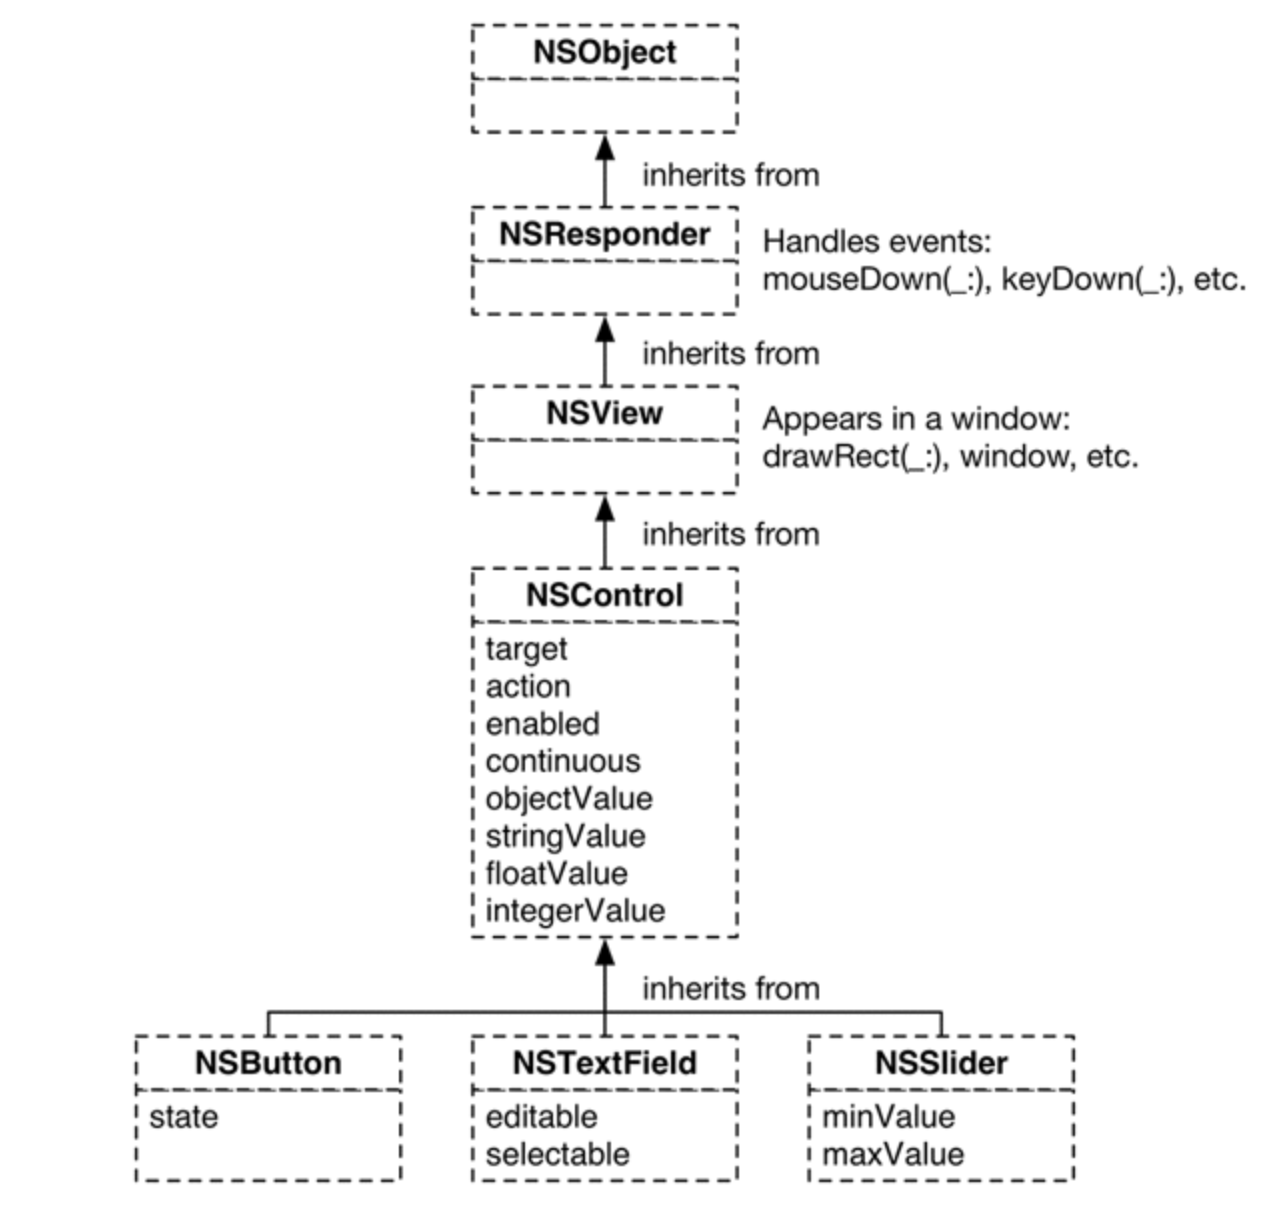 NSObject
inherits from
NSResponder
Handles events:
mouseDown(_:), keyDown(_:), etc.
inherits from
NSView
Appears in a window:
drawRect(_:), window, etc.
inherits from
NSControl
target
action
enabled
continuous
objectValue
stringValue
floatValue
integerValue
inherits from
NSButton
state
NSTextField
editable
selectable
NSSlider
minValue
maxValue